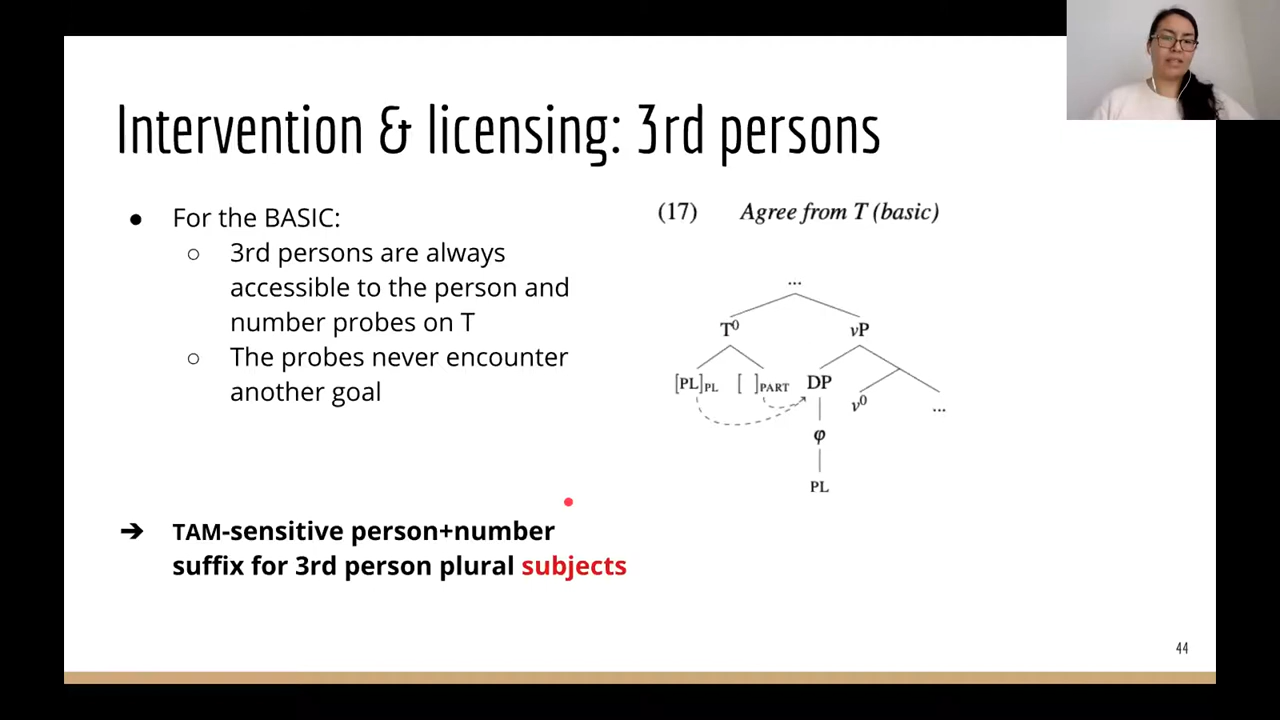 Intervention & licensing: 3rd persons
● For the BASIC:
○ 3rd persons are always
accessible to the person and
number probes on T
○ The probes never encounter
another goal
➔ TAM-sensitive person+number
suffix for 3rd person plural subjects
(17) Agree from T (basic)
...
T⁰ vP
[PL]PL [ ]PART DP v⁰ ...
φ
PL
44